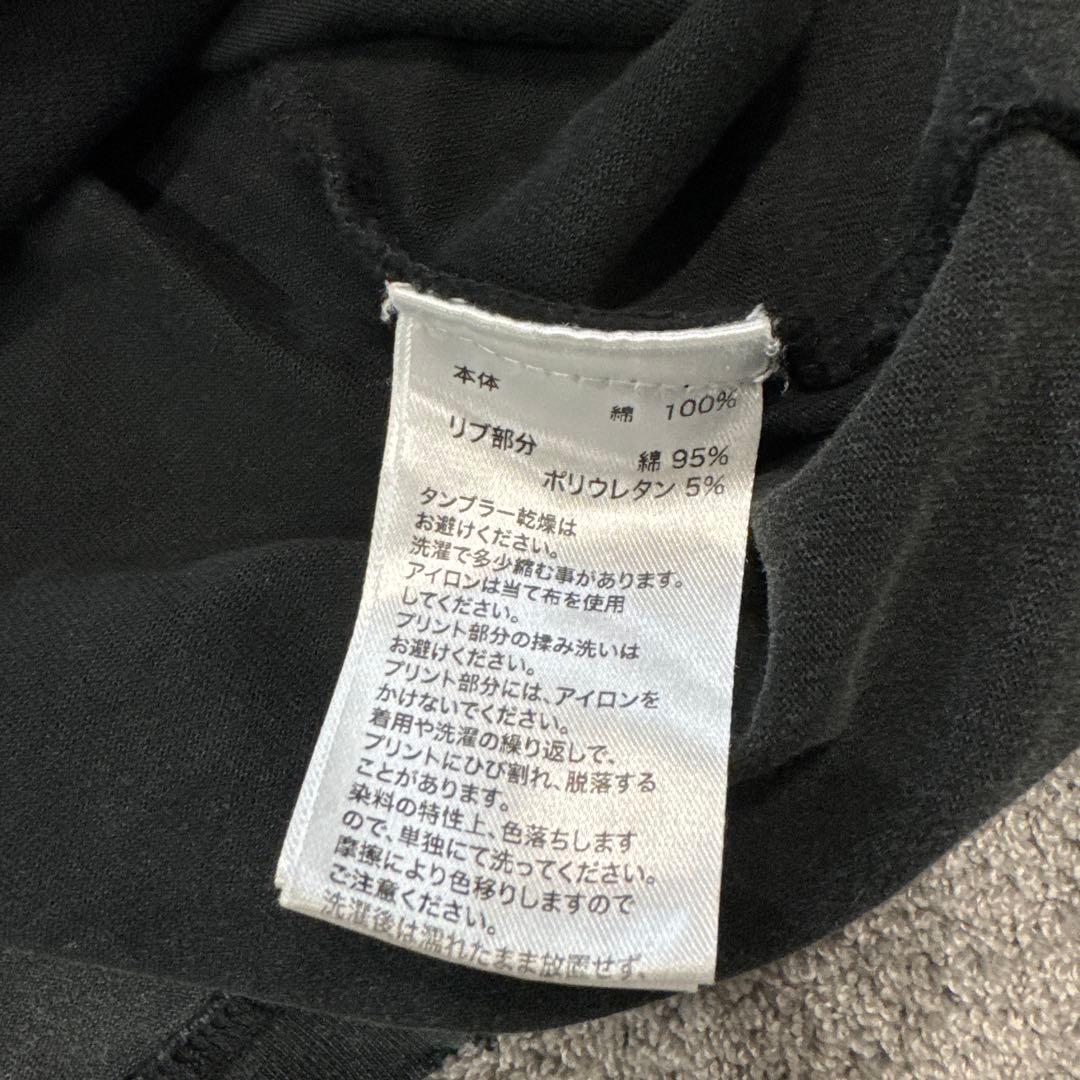 本体
綿 100%
リブ部分
綿 95%
ポリウレタン 5%
タンブラー乾燥は
お避けください。
洗濯で多少縮む事があります。
アイロンは当て布を使用
してください。
プリント部分の揉み洗いは
お避けください。
プリント部分には、アイロンを
かけないでください。
着用や洗濯の繰り返しで、
プリントにひび割れ、脱落する
ことがあります。
染料の特性上、色落ちします
ので、単独にて洗ってください。
摩擦により色移りしますので
ご注意ください。
洗濯後は濡れたまま放置せず、